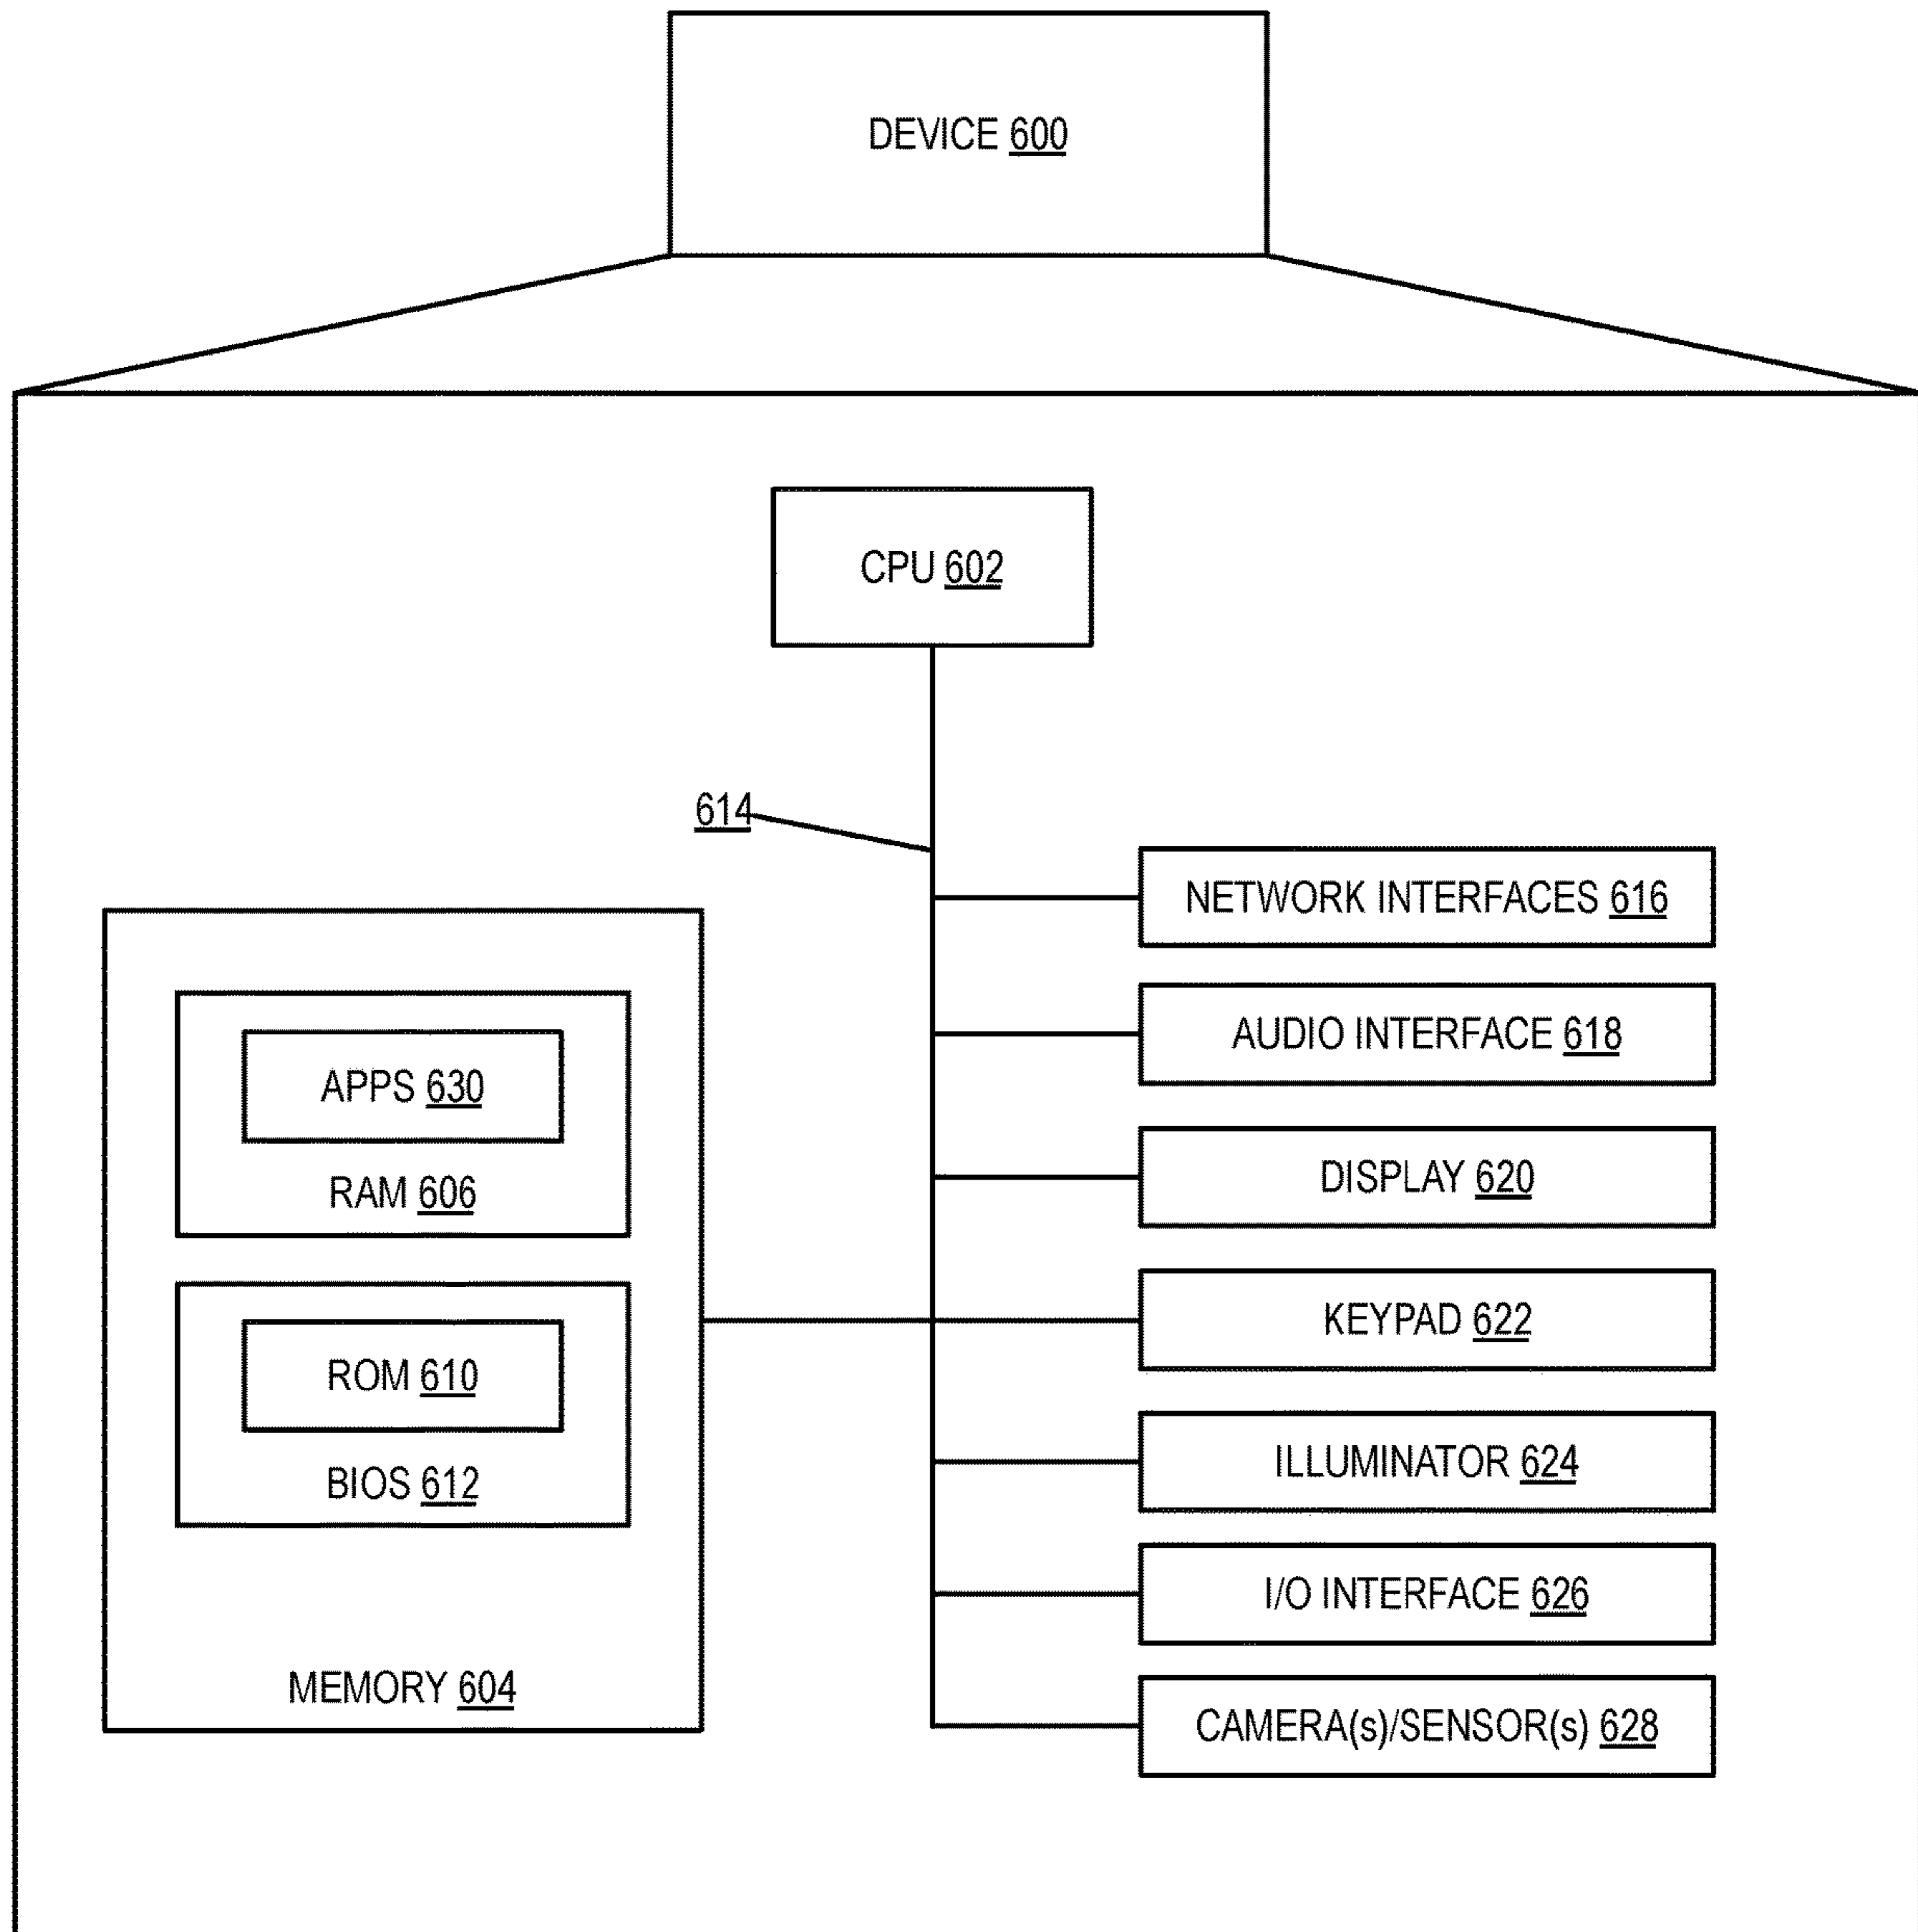 DEVICE 600
CPU 602
614
NETWORK INTERFACES 616
AUDIO INTERFACE 618
DISPLAY 620
KEYPAD 622
ILLUMINATOR 624
I/O INTERFACE 626
CAMERA(s)/SENSOR(s) 628
APPS 630
RAM 606
ROM 610
BIOS 612
MEMORY 604